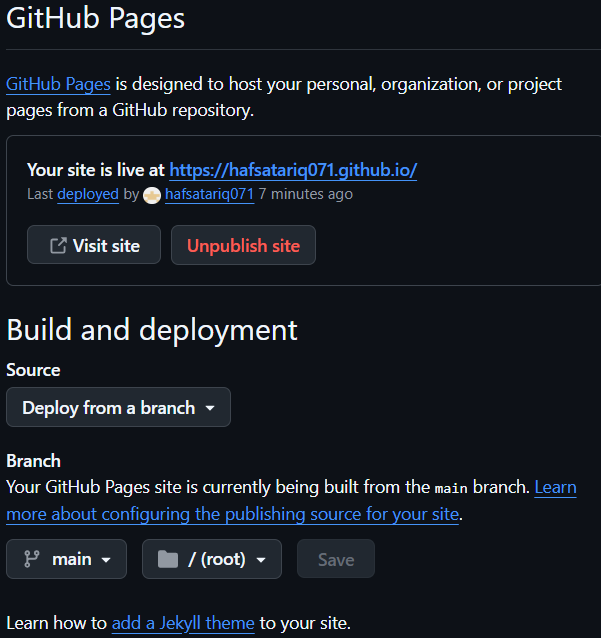 GitHub Pages
GitHub Pages is designed to host your personal, organization, or project
pages from a GitHub repository.
Your site is live at https://hafsatariq071.github.io/
Last deployed by hafsatariq071 7 minutes ago
Visit site Unpublish site
Build and deployment
Source
Deploy from a branch
Branch
Your GitHub Pages site is currently being built from the main branch. Learn
more about configuring the publishing source for your site.
main / (root) Save
Learn how to add a Jekyll theme to your site.